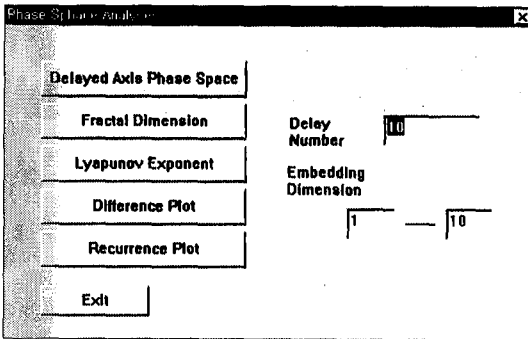 Phase Sphace Analysis
Delayed Axis Phase Space
Fractal Dimension
Lyapunov Exponent
Difference Plot
Recurrence Plot
Exit
Delay
Number
10
Embedding
Dimension
1 — 10